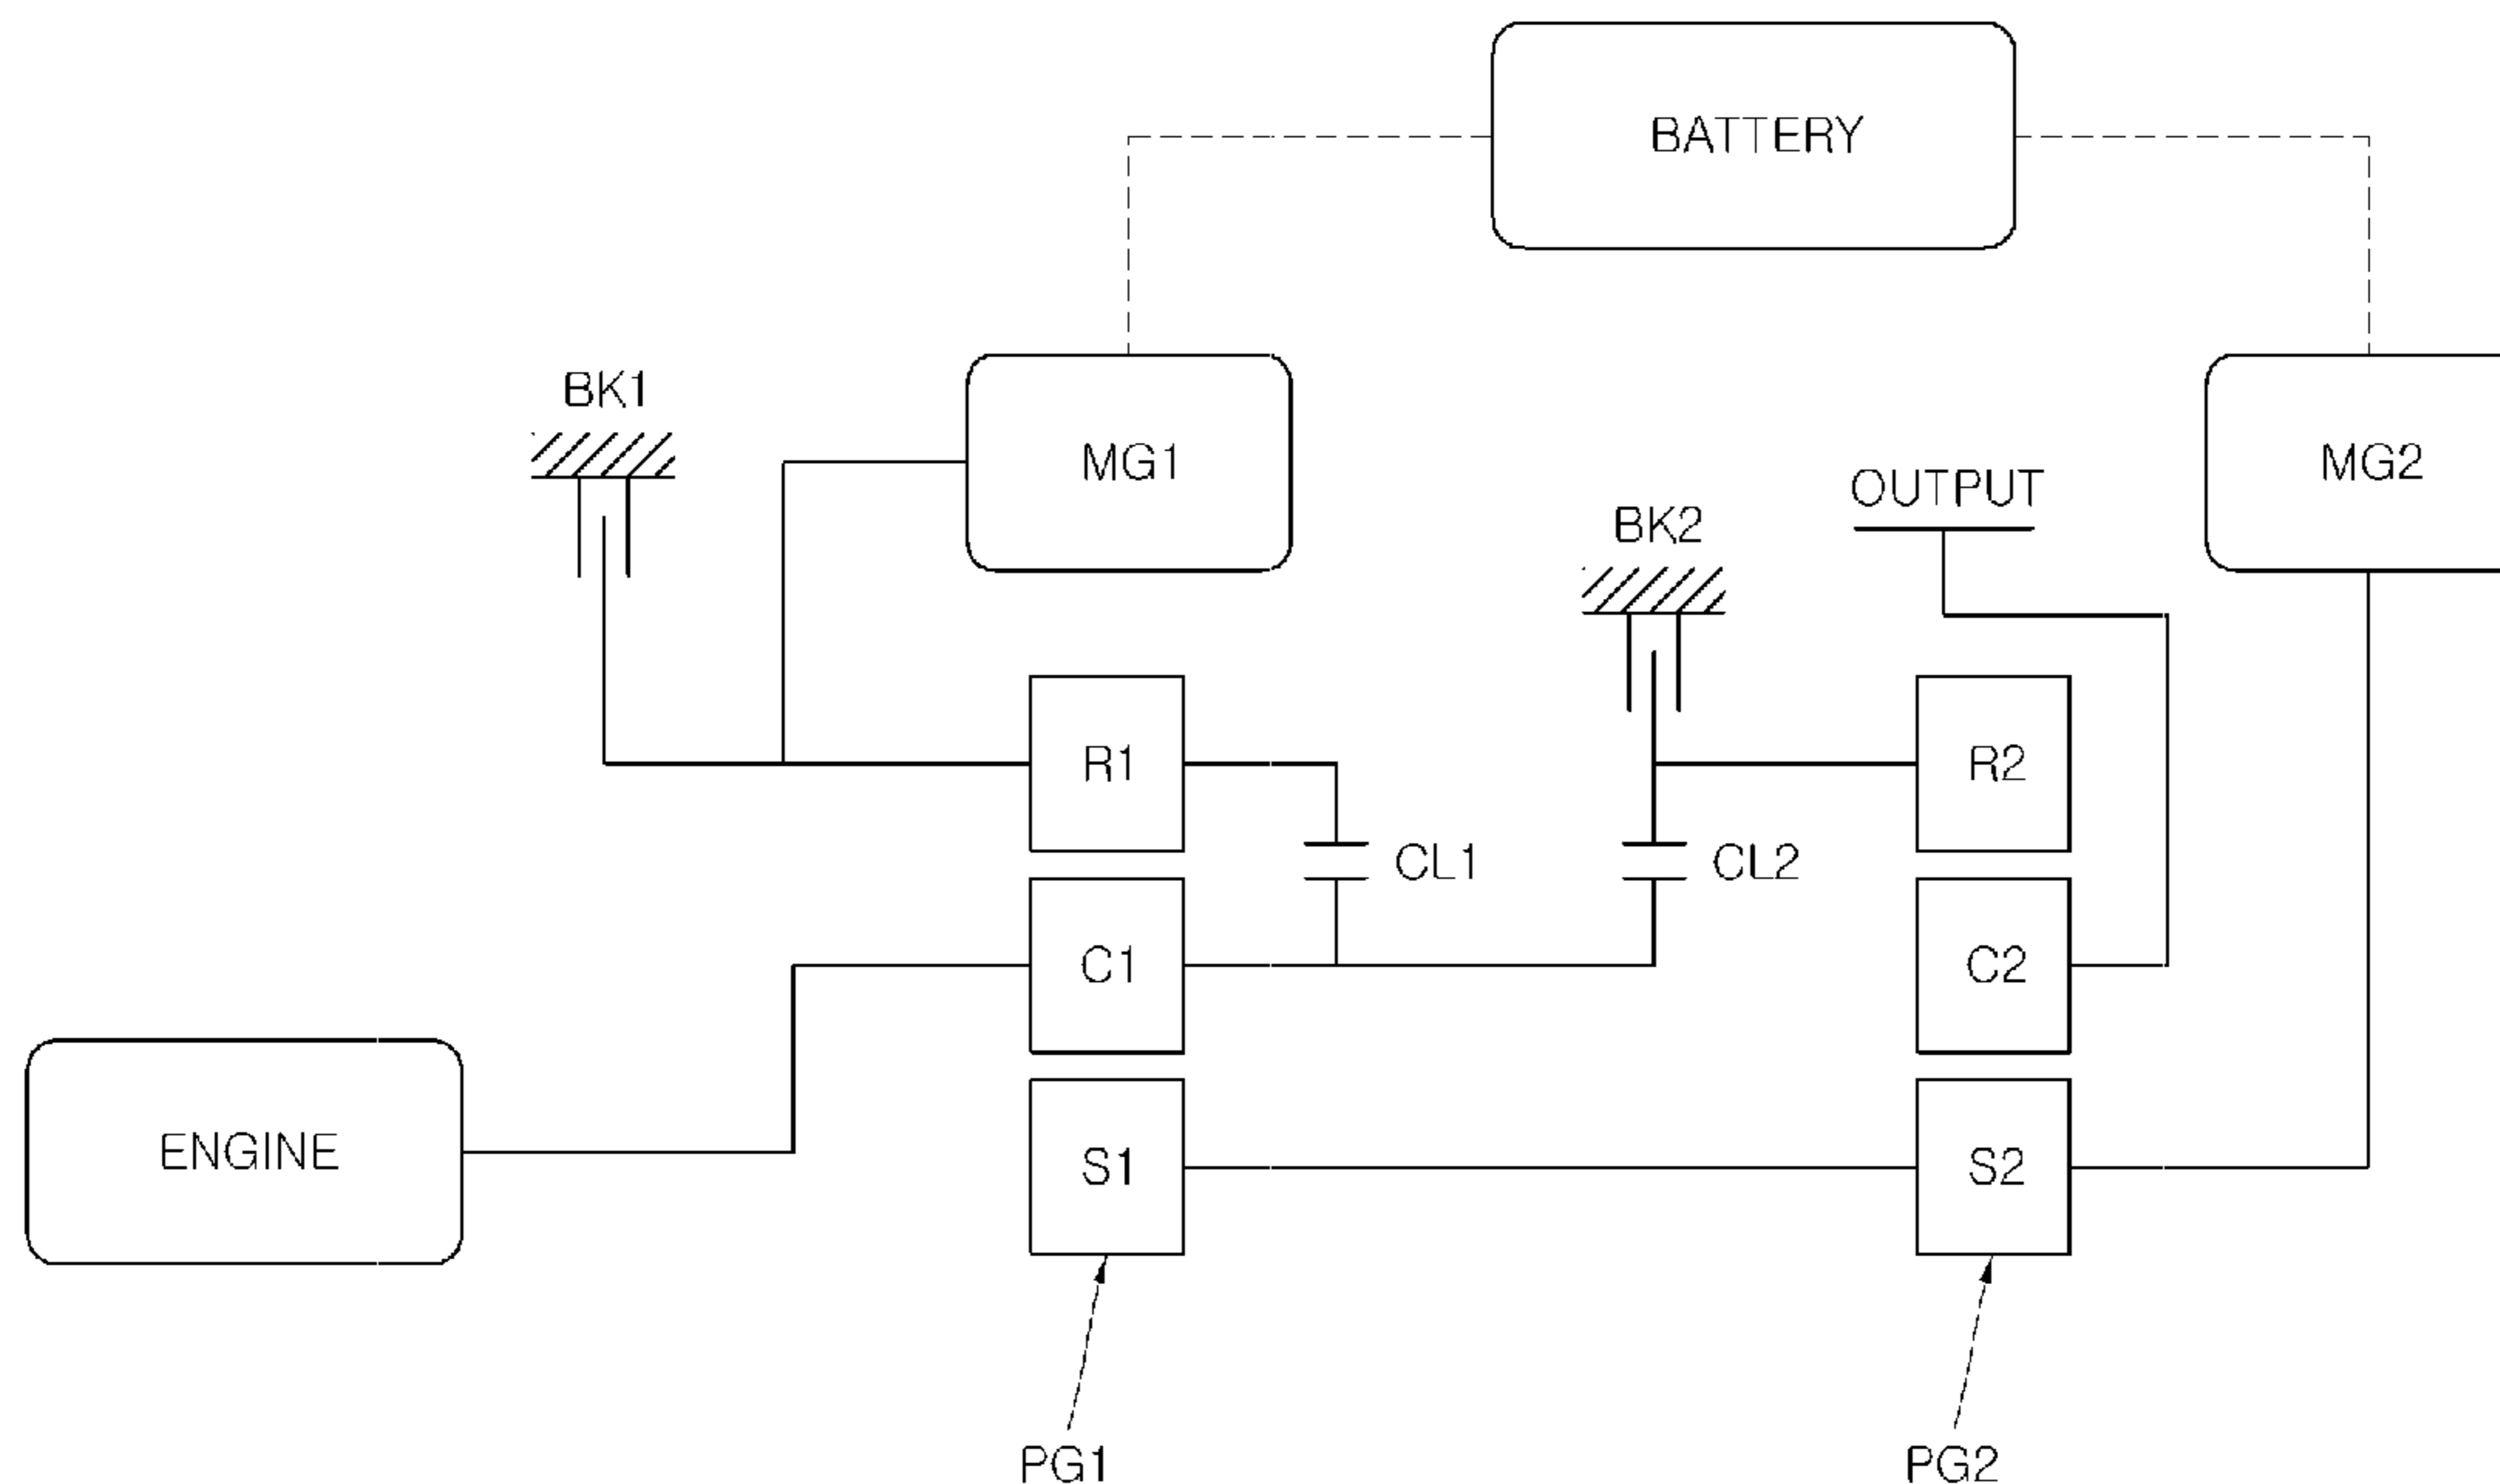 BATTERY
BK1
MG1
MG2
OUTPUT
BK2
R1
R2
CL1
CL2
C1
C2
ENGINE
S1
S2
PG1
PG2